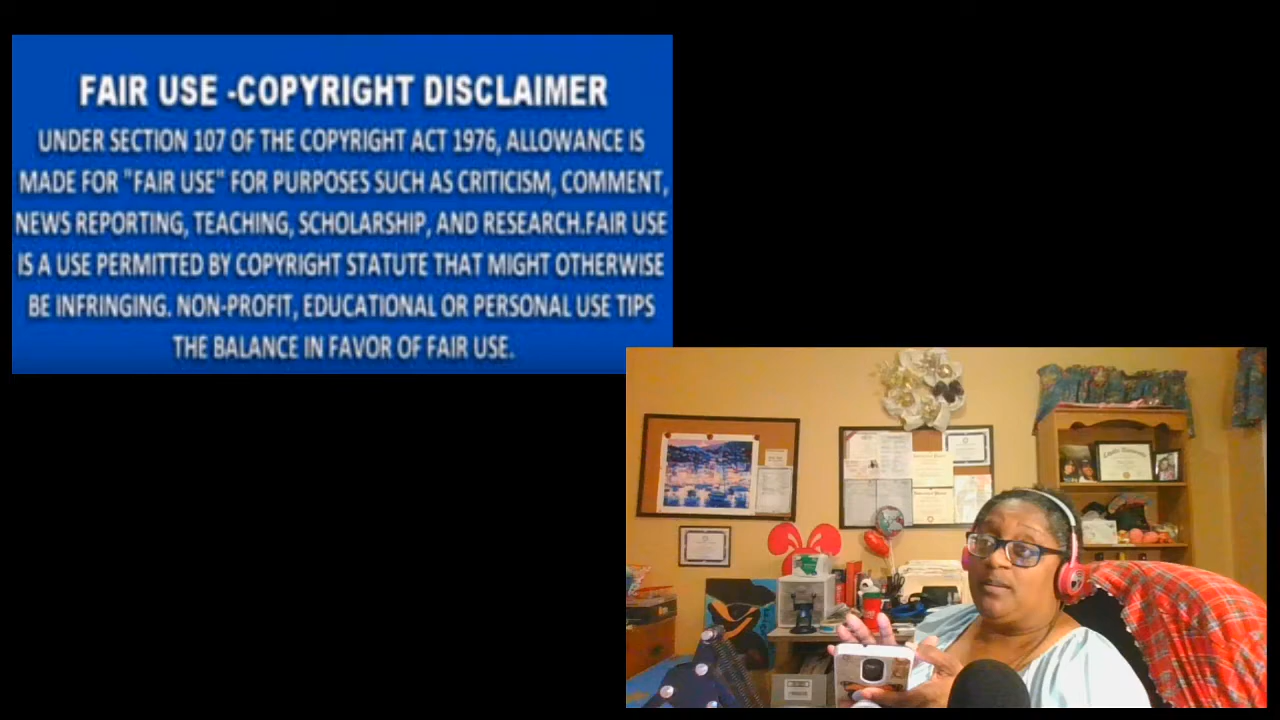 FAIR USE -COPYRIGHT DISCLAIMER
UNDER SECTION 107 OF THE COPYRIGHT ACT 1976, ALLOWANCE IS
MADE FOR "FAIR USE" FOR PURPOSES SUCH AS CRITICISM, COMMENT,
NEWS REPORTING, TEACHING, SCHOLARSHIP, AND RESEARCH.FAIR USE
IS A USE PERMITTED BY COPYRIGHT STATUTE THAT MIGHT OTHERWISE
BE INFRINGING. NON-PROFIT, EDUCATIONAL OR PERSONAL USE TIPS
THE BALANCE IN FAVOR OF FAIR USE.